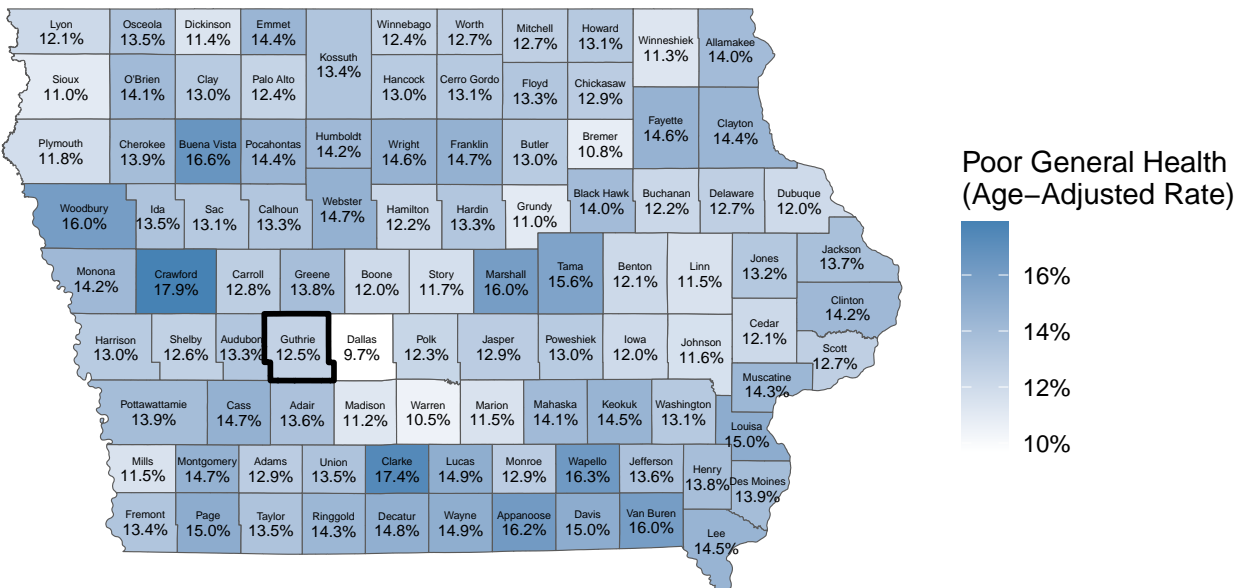 Lyon
12.1%
Osceola
13.5%
Dickinson
11.4%
Emmet
14.4%
Kossuth
13.4%
Winnebago
12.4%
Worth
12.7%
Mitchell
12.7%
Howard
13.1%
Winneshiek
11.3%
Allamakee
14.0%
Sioux
11.0%
O'Brien
14.1%
Clay
13.0%
Palo Alto
12.4%
Hancock
13.0%
Cerro Gordo
13.1%
Floyd
13.3%
Chickasaw
12.9%
Fayette
14.6%
Clayton
14.4%
Plymouth
11.8%
Cherokee
13.9%
Buena Vista
16.6%
Pocahontas
14.4%
Humboldt
14.2%
Wright
14.6%
Franklin
14.7%
Butler
13.0%
Bremer
10.8%
Woodbury
16.0%
Ida
13.5%
Sac
13.1%
Calhoun
13.3%
Webster
14.7%
Hamilton
12.2%
Hardin
13.3%
Grundy
11.0%
Black Hawk
14.0%
Buchanan
12.2%
Delaware
12.7%
Dubuque
12.0%
Monona
14.2%
Crawford
17.9%
Carroll
12.8%
Greene
13.8%
Boone
12.0%
Story
11.7%
Marshall
16.0%
Tama
15.6%
Benton
12.1%
Linn
11.5%
Jones
13.2%
Jackson
13.7%
Clinton
14.2%
Harrison
13.0%
Shelby
12.6%
Audubon
13.3%
Guthrie
12.5%
Dallas
9.7%
Polk
12.3%
Jasper
12.9%
Poweshiek
13.0%
Iowa
12.0%
Johnson
11.6%
Cedar
12.1%
Scott
12.7%
Muscatine
14.3%
Pottawattamie
13.9%
Cass
14.7%
Adair
13.6%
Madison
11.2%
Warren
10.5%
Marion
11.5%
Mahaska
14.1%
Keokuk
14.5%
Washington
13.1%
Louisa
15.0%
Mills
11.5%
Montgomery
14.7%
Adams
12.9%
Union
13.5%
Clarke
17.4%
Lucas
14.9%
Monroe
12.9%
Wapello
16.3%
Jefferson
13.6%
Henry
13.8%
Des Moines
13.9%
Fremont
13.4%
Page
15.0%
Taylor
13.5%
Ringgold
14.3%
Decatur
14.8%
Wayne
14.9%
Appanoose
16.2%
Davis
15.0%
Van Buren
16.0%
Lee
14.5%
Poor General Health
(Age−Adjusted Rate)
16%
14%
12%
10%